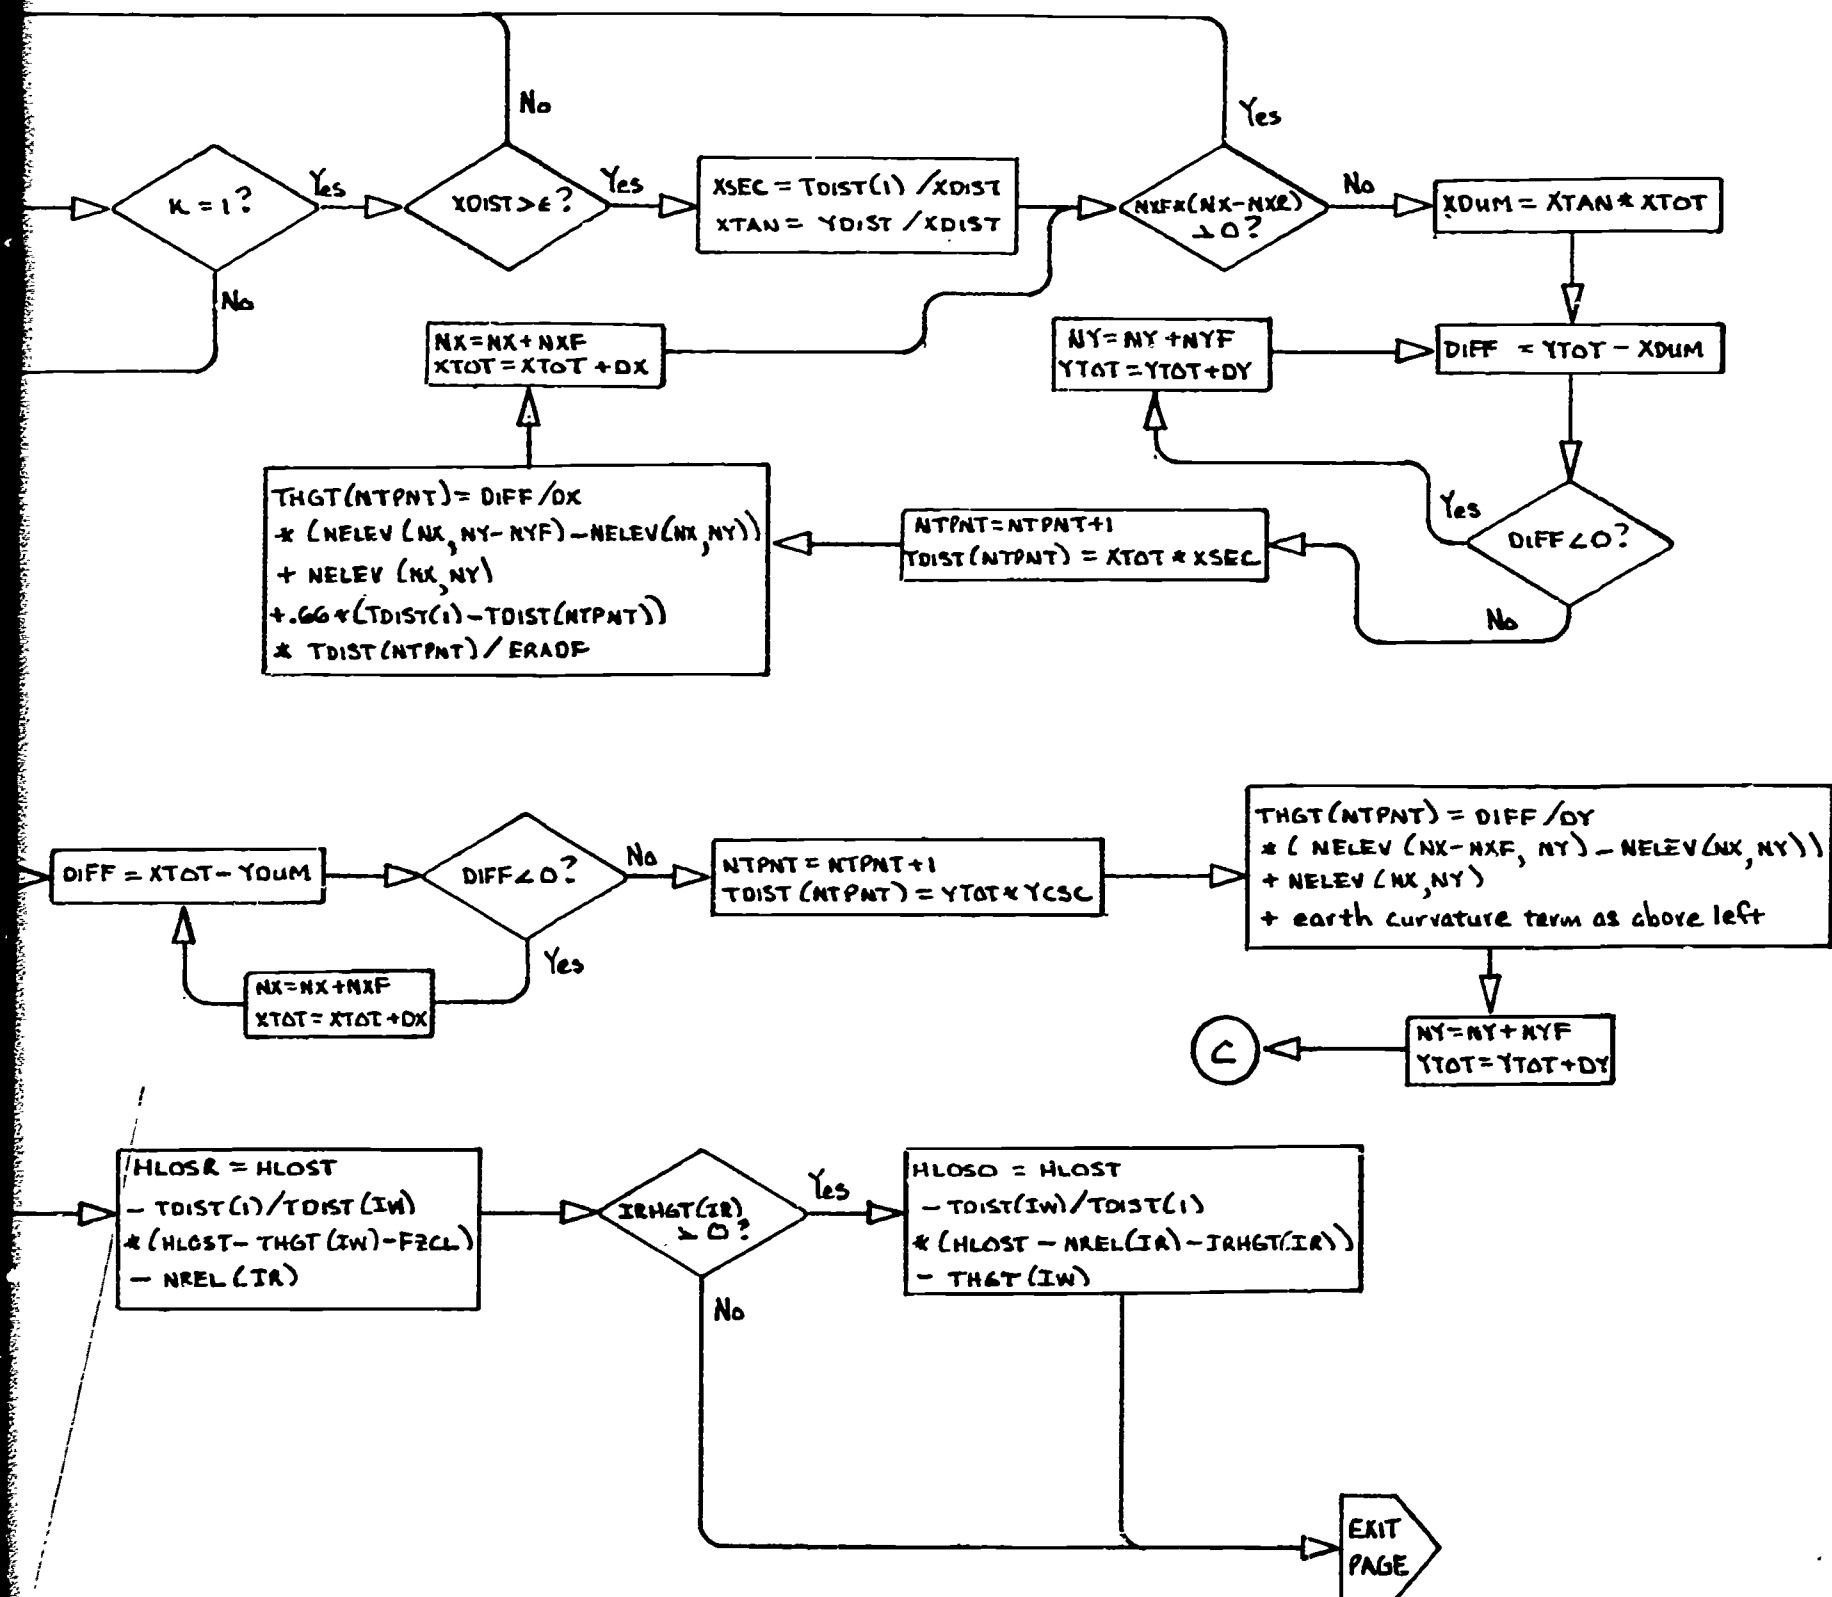 No
Yes
K = 1?
Yes
XDIST>ϵ?
Yes
XSEC = TDIST(1) / XDIST
XTAN = YDIST / XDIST
NXF*(NX-NXR)
>0?
No
XDUM = XTAN * XTOT
No
NX=NX+NXF
XTOT=XTOT+DX
NY=NY+NYF
YTOT=YTOT+DY
DIFF = YTOT - XDUM
THGT(NTPNT) = DIFF/DX
* (NELEV (NX, NY-NYF)-NELEV(NX,NY))
+ NELEV (NX,NY)
+.66*(TDIST(1)-TDIST(NTPNT))
* TDIST(NTPNT)/ERADF
NTPNT=NTPNT+1
TDIST(NTPNT) = XTOT * XSEC
Yes
DIFF<0?
No
DIFF = XTOT-YDUM
DIFF<0?
No
NTPNT = NTPNT+1
TDIST (NTPNT) = YTOT*YCSC
THGT(NTPNT) = DIFF/DY
* ( NELEV (NX-NXF, NY)-NELEV(NX,NY))
+ NELEV (NX,NY)
+ earth curvature term as above left
Yes
NX=NX+NXF
XTOT=XTOT+DX
C
NY=NY+NYF
YTOT=YTOT+DY
HLOSR = HLOST
- TDIST(1)/TDIST(IW)
*(HLOST-THGT(IW)-FZCL)
- NREL(IR)
IRHGT(IR)
>0?
Yes
HLOSO = HLOST
- TDIST(IW)/TDIST(1)
* (HLOST-NREL(IR)-IRHGT(IR))
- THGT(IW)
No
EXIT
PAGE